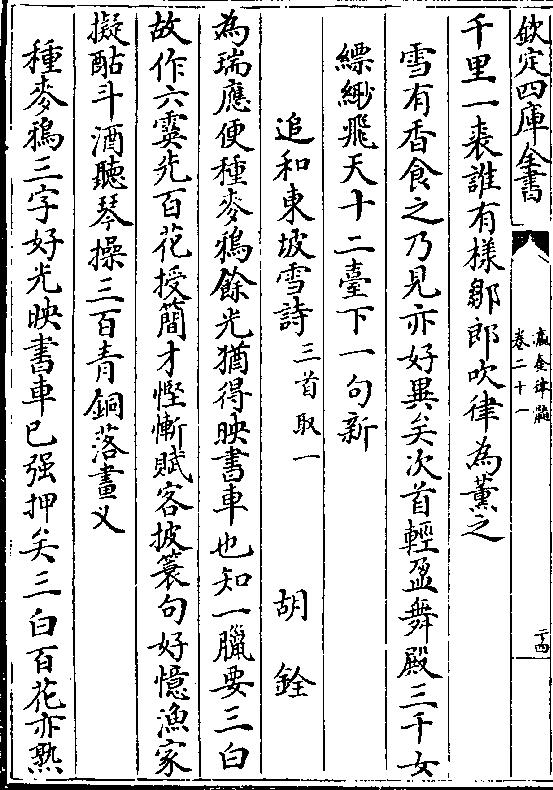 欽定四庫全書
瀛奎律髓
卷二十一
二十四
千里一裘誰有樣鄒郎吹律為薫之
雪有香食之乃見亦好異矣次首輕盈舞殿三千女
縹緲飛天十二臺下一句新
追和東坡雪詩三首取一 胡銓
為瑞應便種麥鴉餘光猶得映書車也知一臘要三白
故作六霙先百花授簡才慳慚賦客披簑句好憶漁家
擬酤斗酒聽琴操三百青銅落畫义
種麥鴉三字好光映書車已强押矣三白百花亦熟